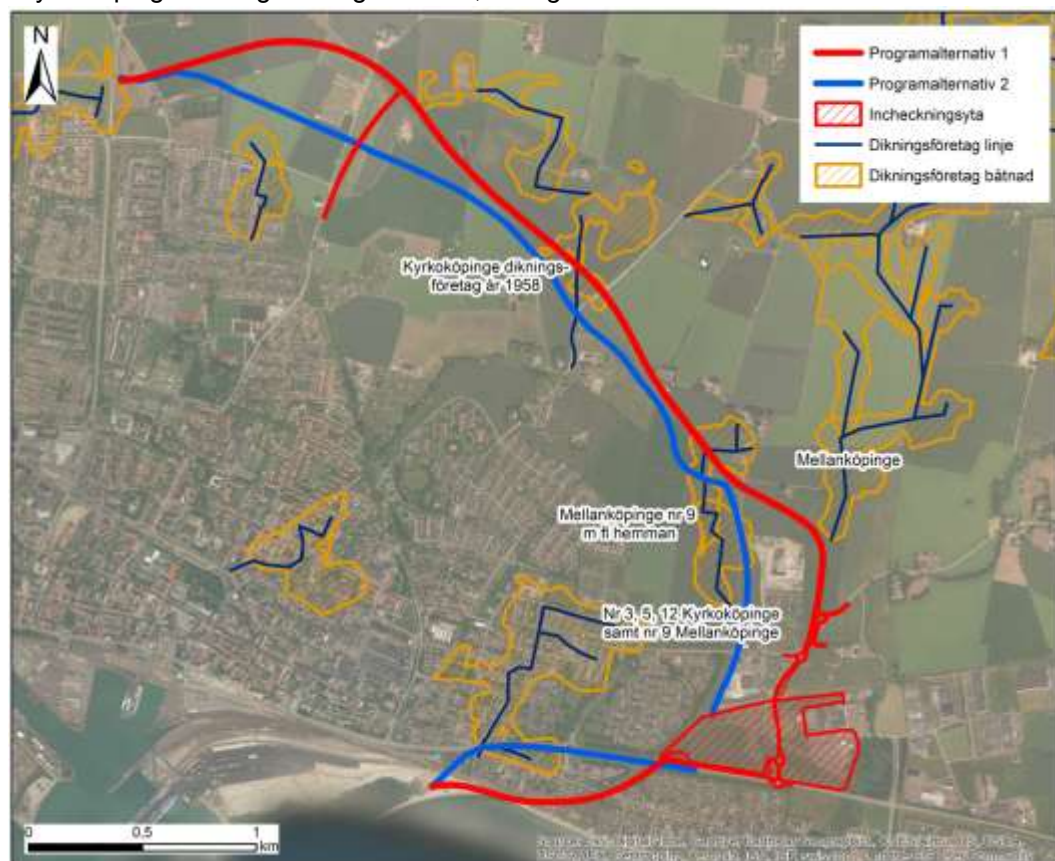 N
Programalternativ 1
Programalternativ 2
Incheckningsyta
Dikningsföretag linje
Dikningsföretag båtnad
Kyrkoköpinge diknings-
företag år 1958
Mellanköpinge
Mellanköpinge nr 9
m fl hemman
Nr 3, 5, 12 Kyrkoköpinge
samt nr 9 Mellanköpinge
0 0.5 1
km